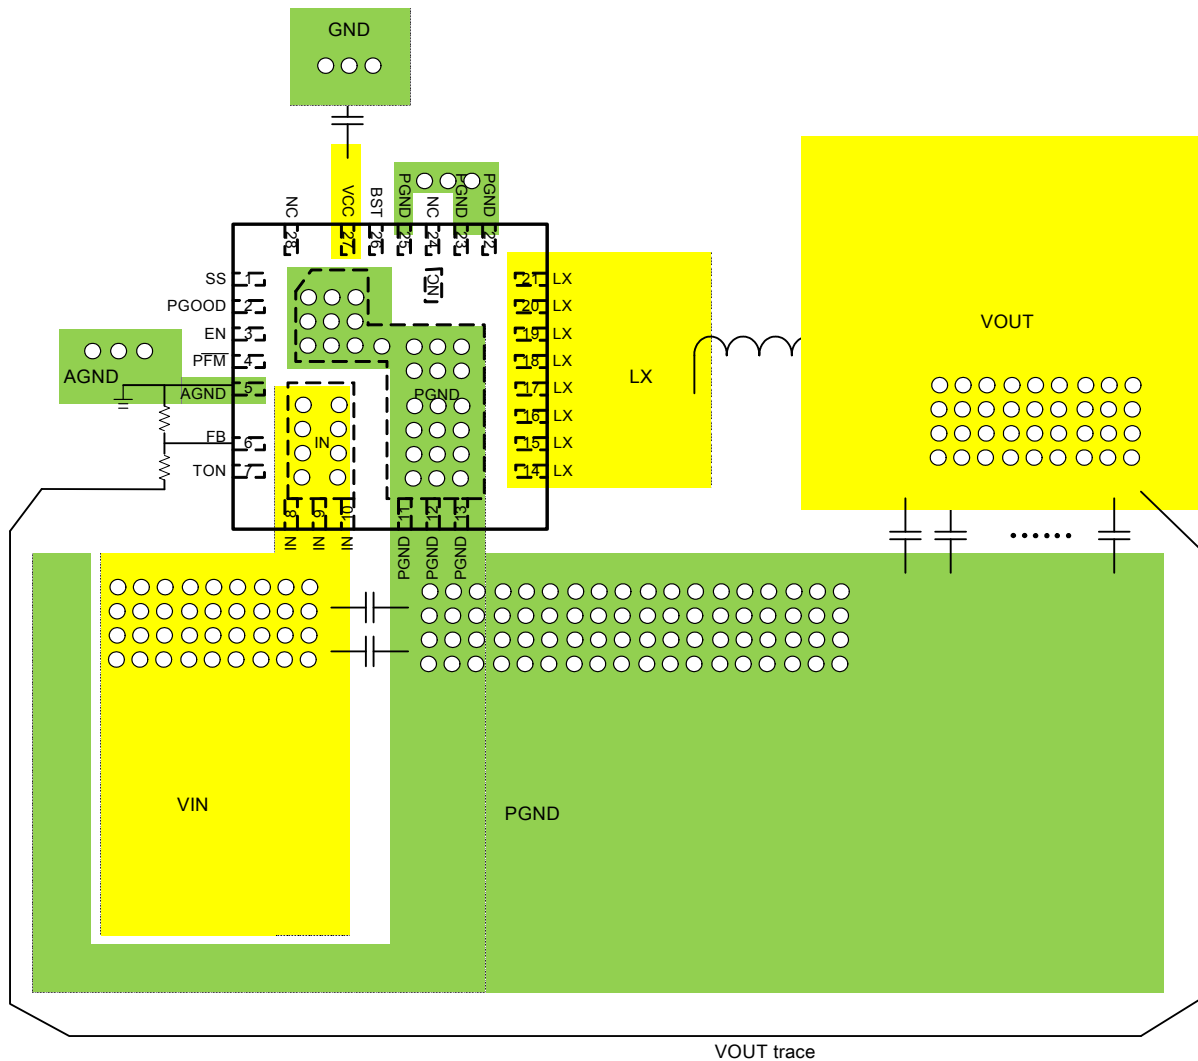 GND
NC
VCC
BST
PGND
NC
PGND
PGND
28
27
26
25
24
23
22
SS 1
PGOOD 2
EN 3
PFM 4
AGND 5
FB 6
TON 7
AGND
NC
21 LX
20 LX
19 LX
18 LX
17 LX
16 LX
15 LX
14 LX
LX
VOUT
PGND
IN
8
9
10
11
12
13
IN
IN
IN
PGND
PGND
PGND
VIN
PGND
VOUT trace